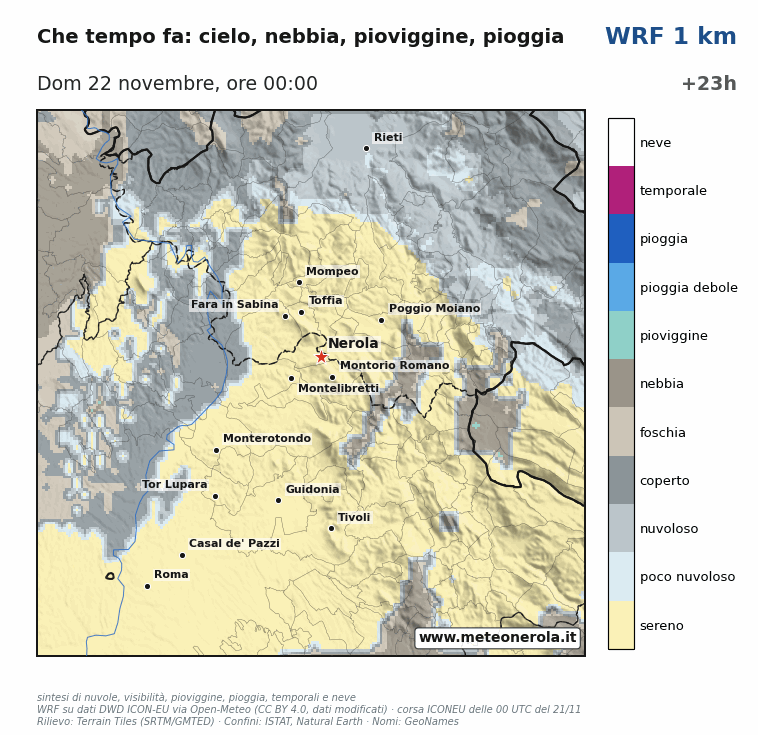 Che tempo fa: cielo, nebbia, pioviggine, pioggia
WRF 1 km
Dom 22 novembre, ore 00:00
+23h
Rieti
Mompeo
Fara in Sabina
Toffia
Poggio Moiano
Nerola
Montorio Romano
Montelibretti
Monterotondo
Tor Lupara
Guidonia
Tivoli
Casal de' Pazzi
Roma
www.meteonerola.it
neve
temporale
pioggia
pioggia debole
pioviggine
nebbia
foschia
coperto
nuvoloso
poco nuvoloso
sereno
sintesi di nuvole, visibilità, pioviggine, pioggia, temporali e neve
WRF su dati DWD ICON-EU via Open-Meteo (CC BY 4.0, dati modificati) · corsa ICONEU delle 00 UTC del 21/11
Rilievo: Terrain Tiles (SRTM/GMTED) · Confini: ISTAT, Natural Earth · Nomi: GeoNames